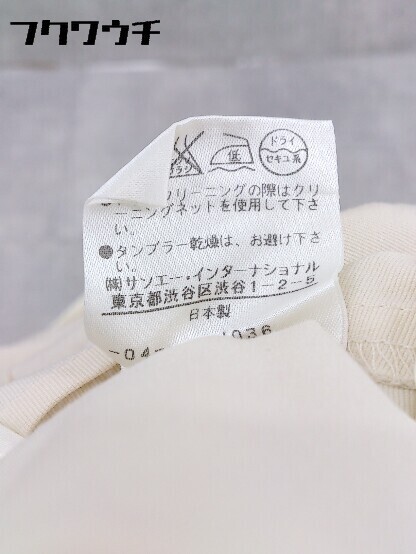 フクワウチ
ドライ
低
セキユ系
リーニングの際はクリ
ーニングネットを使用して下さ
い。
●タンブラー乾燥は、お避け下さ
い。
㈱サンエー・インターナショナル
東京都渋谷区渋谷1-2-5
日本製